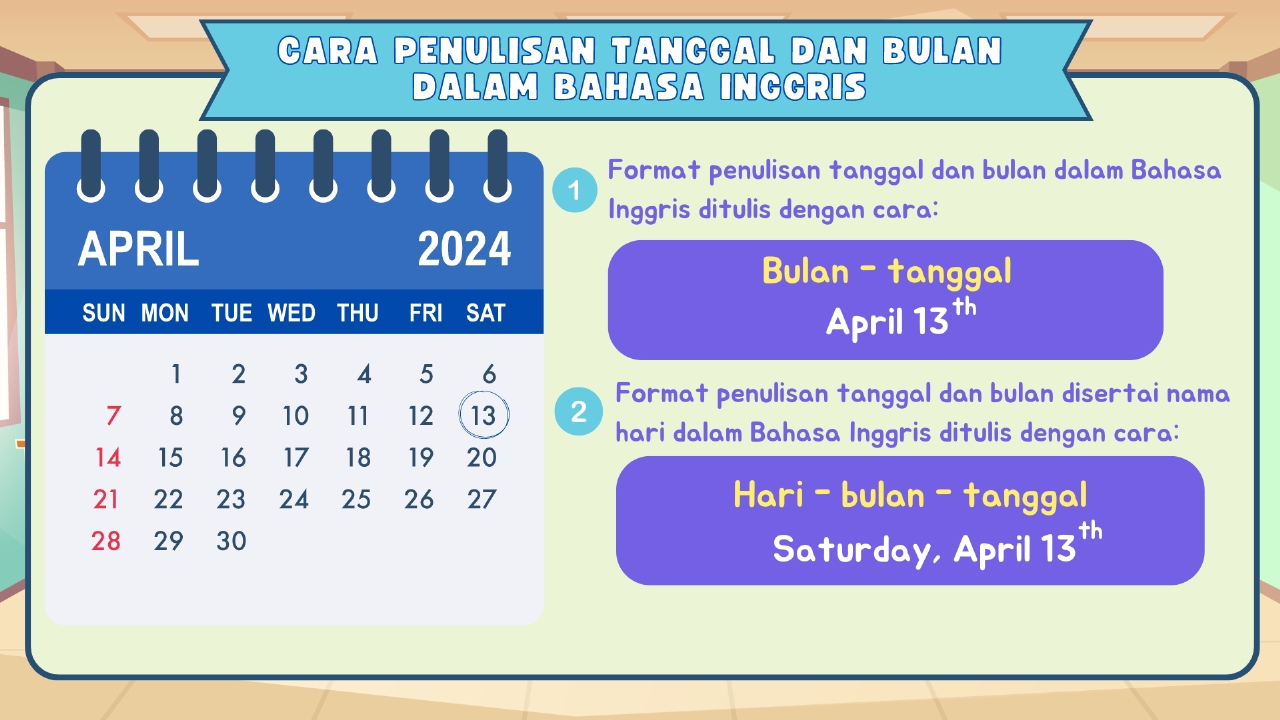 CARA PENULISAN TANGGAL DAN BULAN
DALAM BAHASA INGGRIS
APRIL 2024
SUN MON TUE WED THU FRI SAT
1 2 3 4 5 6
7 8 9 10 11 12 13
14 15 16 17 18 19 20
21 22 23 24 25 26 27
28 29 30
1 Format penulisan tanggal dan bulan dalam Bahasa
Inggris ditulis dengan cara:
Bulan - tanggal
April 13th
2 Format penulisan tanggal dan bulan disertai nama
hari dalam Bahasa Inggris ditulis dengan cara:
Hari - bulan - tanggal
Saturday, April 13th